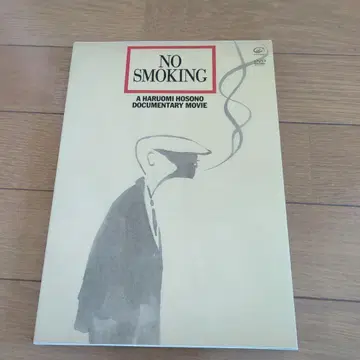 NO
SMOKING
A HARUOMI HOSONO
DOCUMENTARY MOVIE